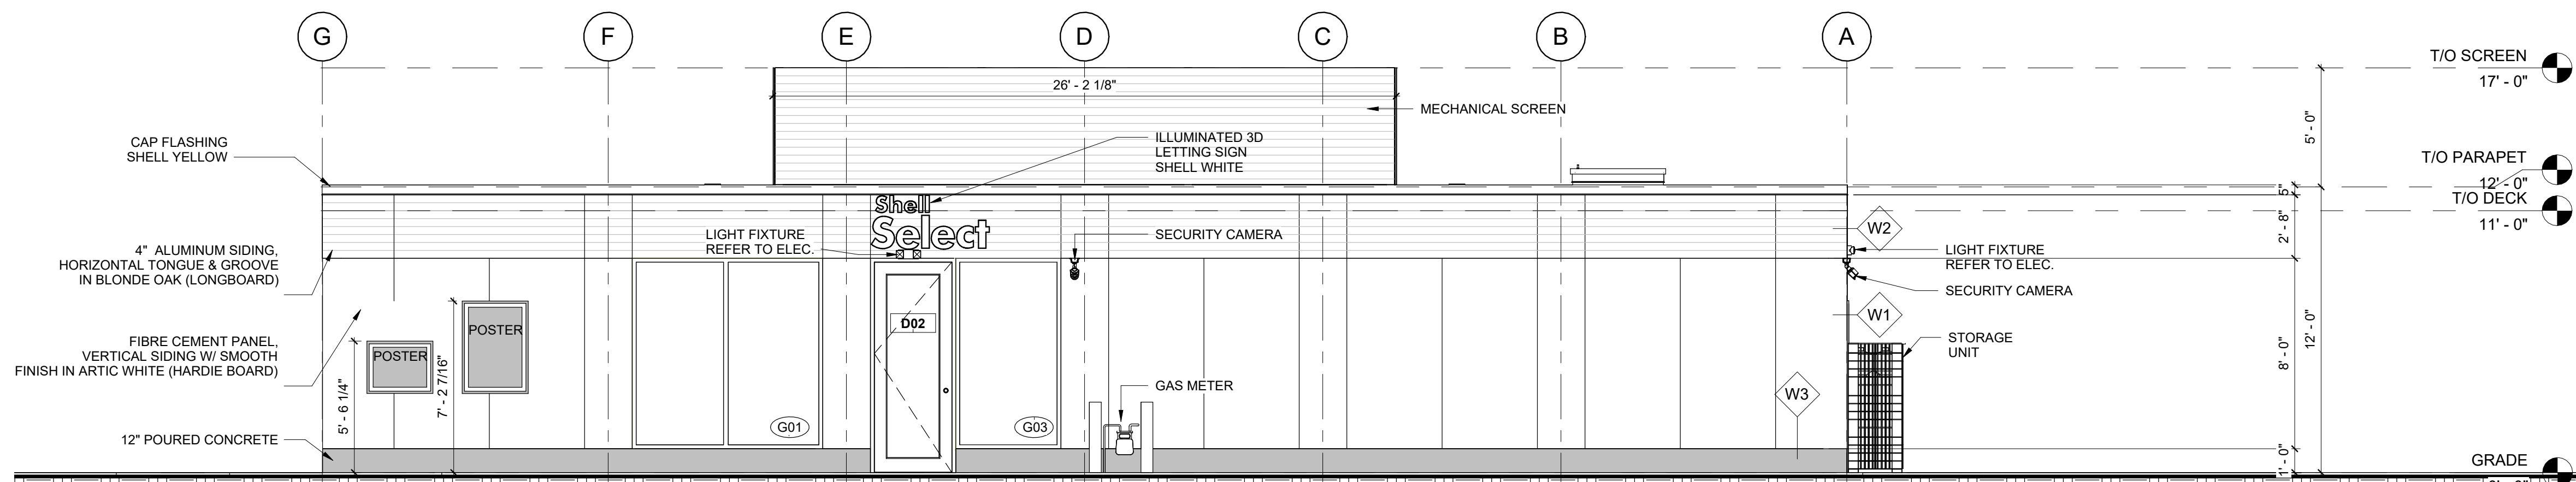 G
F
E
D
C
B
A
T/O SCREEN
17' - 0"
26' - 2 1/8"
MECHANICAL SCREEN
5' - 0"
CAP FLASHING
SHELL YELLOW
ILLUMINATED 3D
LETTING SIGN
SHELL WHITE
T/O PARAPET
12' - 0"
T/O DECK
11' - 0"
5"
2' - 8"
Shell
Select
W2
LIGHT FIXTURE
REFER TO ELEC.
SECURITY CAMERA
LIGHT FIXTURE
REFER TO ELEC.
SECURITY CAMERA
4" ALUMINUM SIDING,
HORIZONTAL TONGUE & GROOVE
IN BLONDE OAK (LONGBOARD)
W1
12' - 0"
8' - 0"
D02
POSTER
POSTER
FIBRE CEMENT PANEL,
VERTICAL SIDING W/ SMOOTH
FINISH IN ARTIC WHITE (HARDIE BOARD)
STORAGE
UNIT
5' - 6 1/4"
7' - 2 7/16"
GAS METER
W3
G01
G03
12" POURED CONCRETE
1' - 0"
GRADE